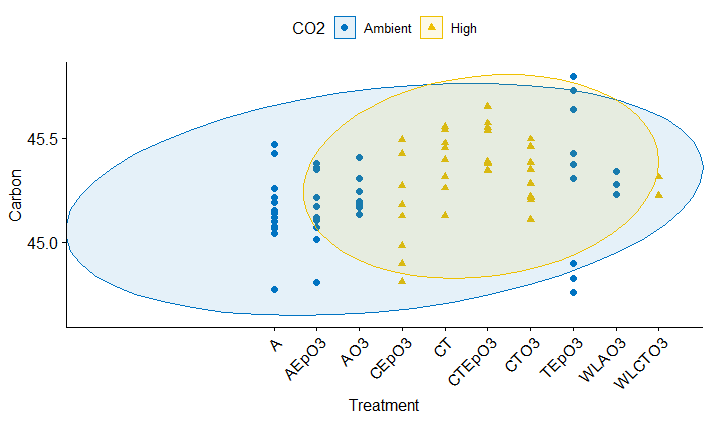 CO2 Ambient High
Carbon
45.5
45.0
A AEpO3 AO3 CEpO3 CT CTEpO3 CTO3 TEpO3 WLAO3 WLCTO3
Treatment